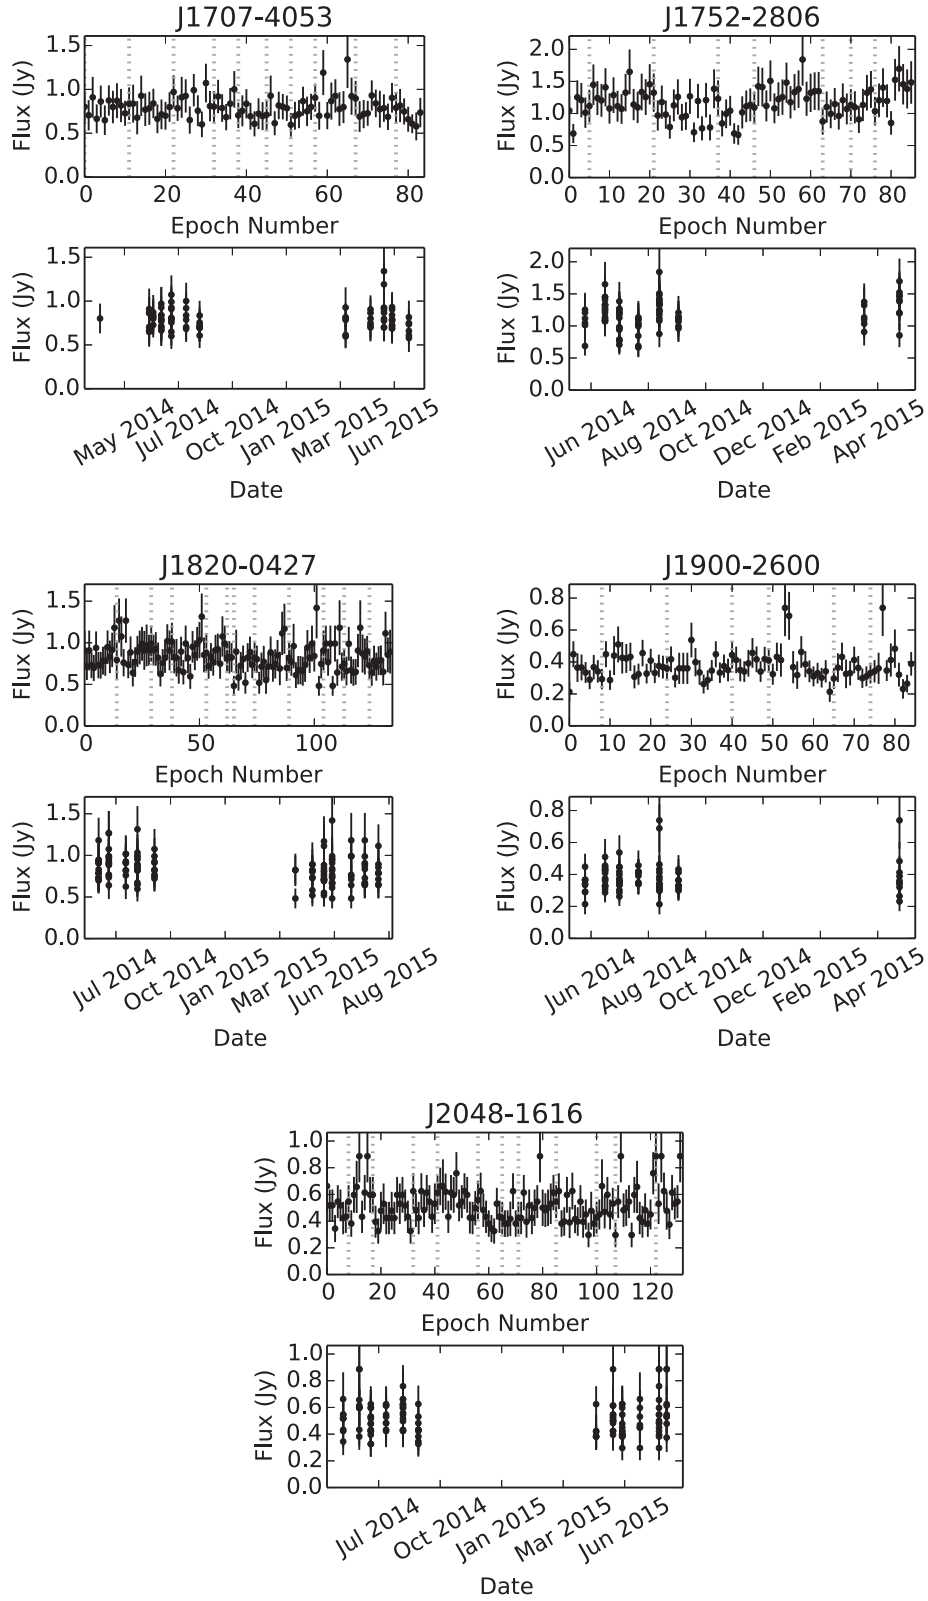 J1707-4053
Flux (Jy)
1.5
1.0
0.5
0.0
0 20 40 60 80
Epoch Number
Flux (Jy)
1.5
1.0
0.5
0.0
May 2014 Jul 2014 Oct 2014 Jan 2015 Mar 2015 Jun 2015
Date
J1752-2806
Flux (Jy)
2.0
1.5
1.0
0.5
0.0
0 10 20 30 40 50 60 70 80
Epoch Number
Flux (Jy)
2.0
1.5
1.0
0.5
0.0
Jun 2014 Aug 2014 Oct 2014 Dec 2014 Feb 2015 Apr 2015
Date
J1820-0427
Flux (Jy)
1.5
1.0
0.5
0.0
0 50 100
Epoch Number
Flux (Jy)
1.5
1.0
0.5
0.0
Jul 2014 Oct 2014 Jan 2015 Mar 2015 Jun 2015 Aug 2015
Date
J1900-2600
Flux (Jy)
0.8
0.6
0.4
0.2
0.0
0 10 20 30 40 50 60 70 80
Epoch Number
Flux (Jy)
0.8
0.6
0.4
0.2
0.0
Jun 2014 Aug 2014 Oct 2014 Dec 2014 Feb 2015 Apr 2015
Date
J2048-1616
Flux (Jy)
1.0
0.8
0.6
0.4
0.2
0.0
0 20 40 60 80 100 120
Epoch Number
Flux (Jy)
1.0
0.8
0.6
0.4
0.2
0.0
Jul 2014 Oct 2014 Jan 2015 Mar 2015 Jun 2015
Date